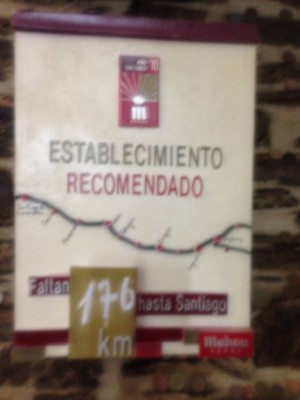 ESTABLECIMIENTO
RECOMENDADO
Faltan 176 km hasta Santiago
Mahou